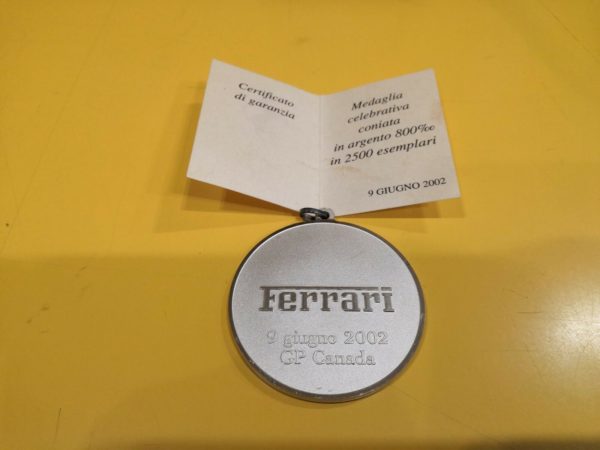 Certificato
di garanzia
Medaglia
celebrativa
coniata
in argento 800‰
in 2500 esemplari
9 GIUGNO 2002
Ferrari
9 giugno 2002
GP Canada